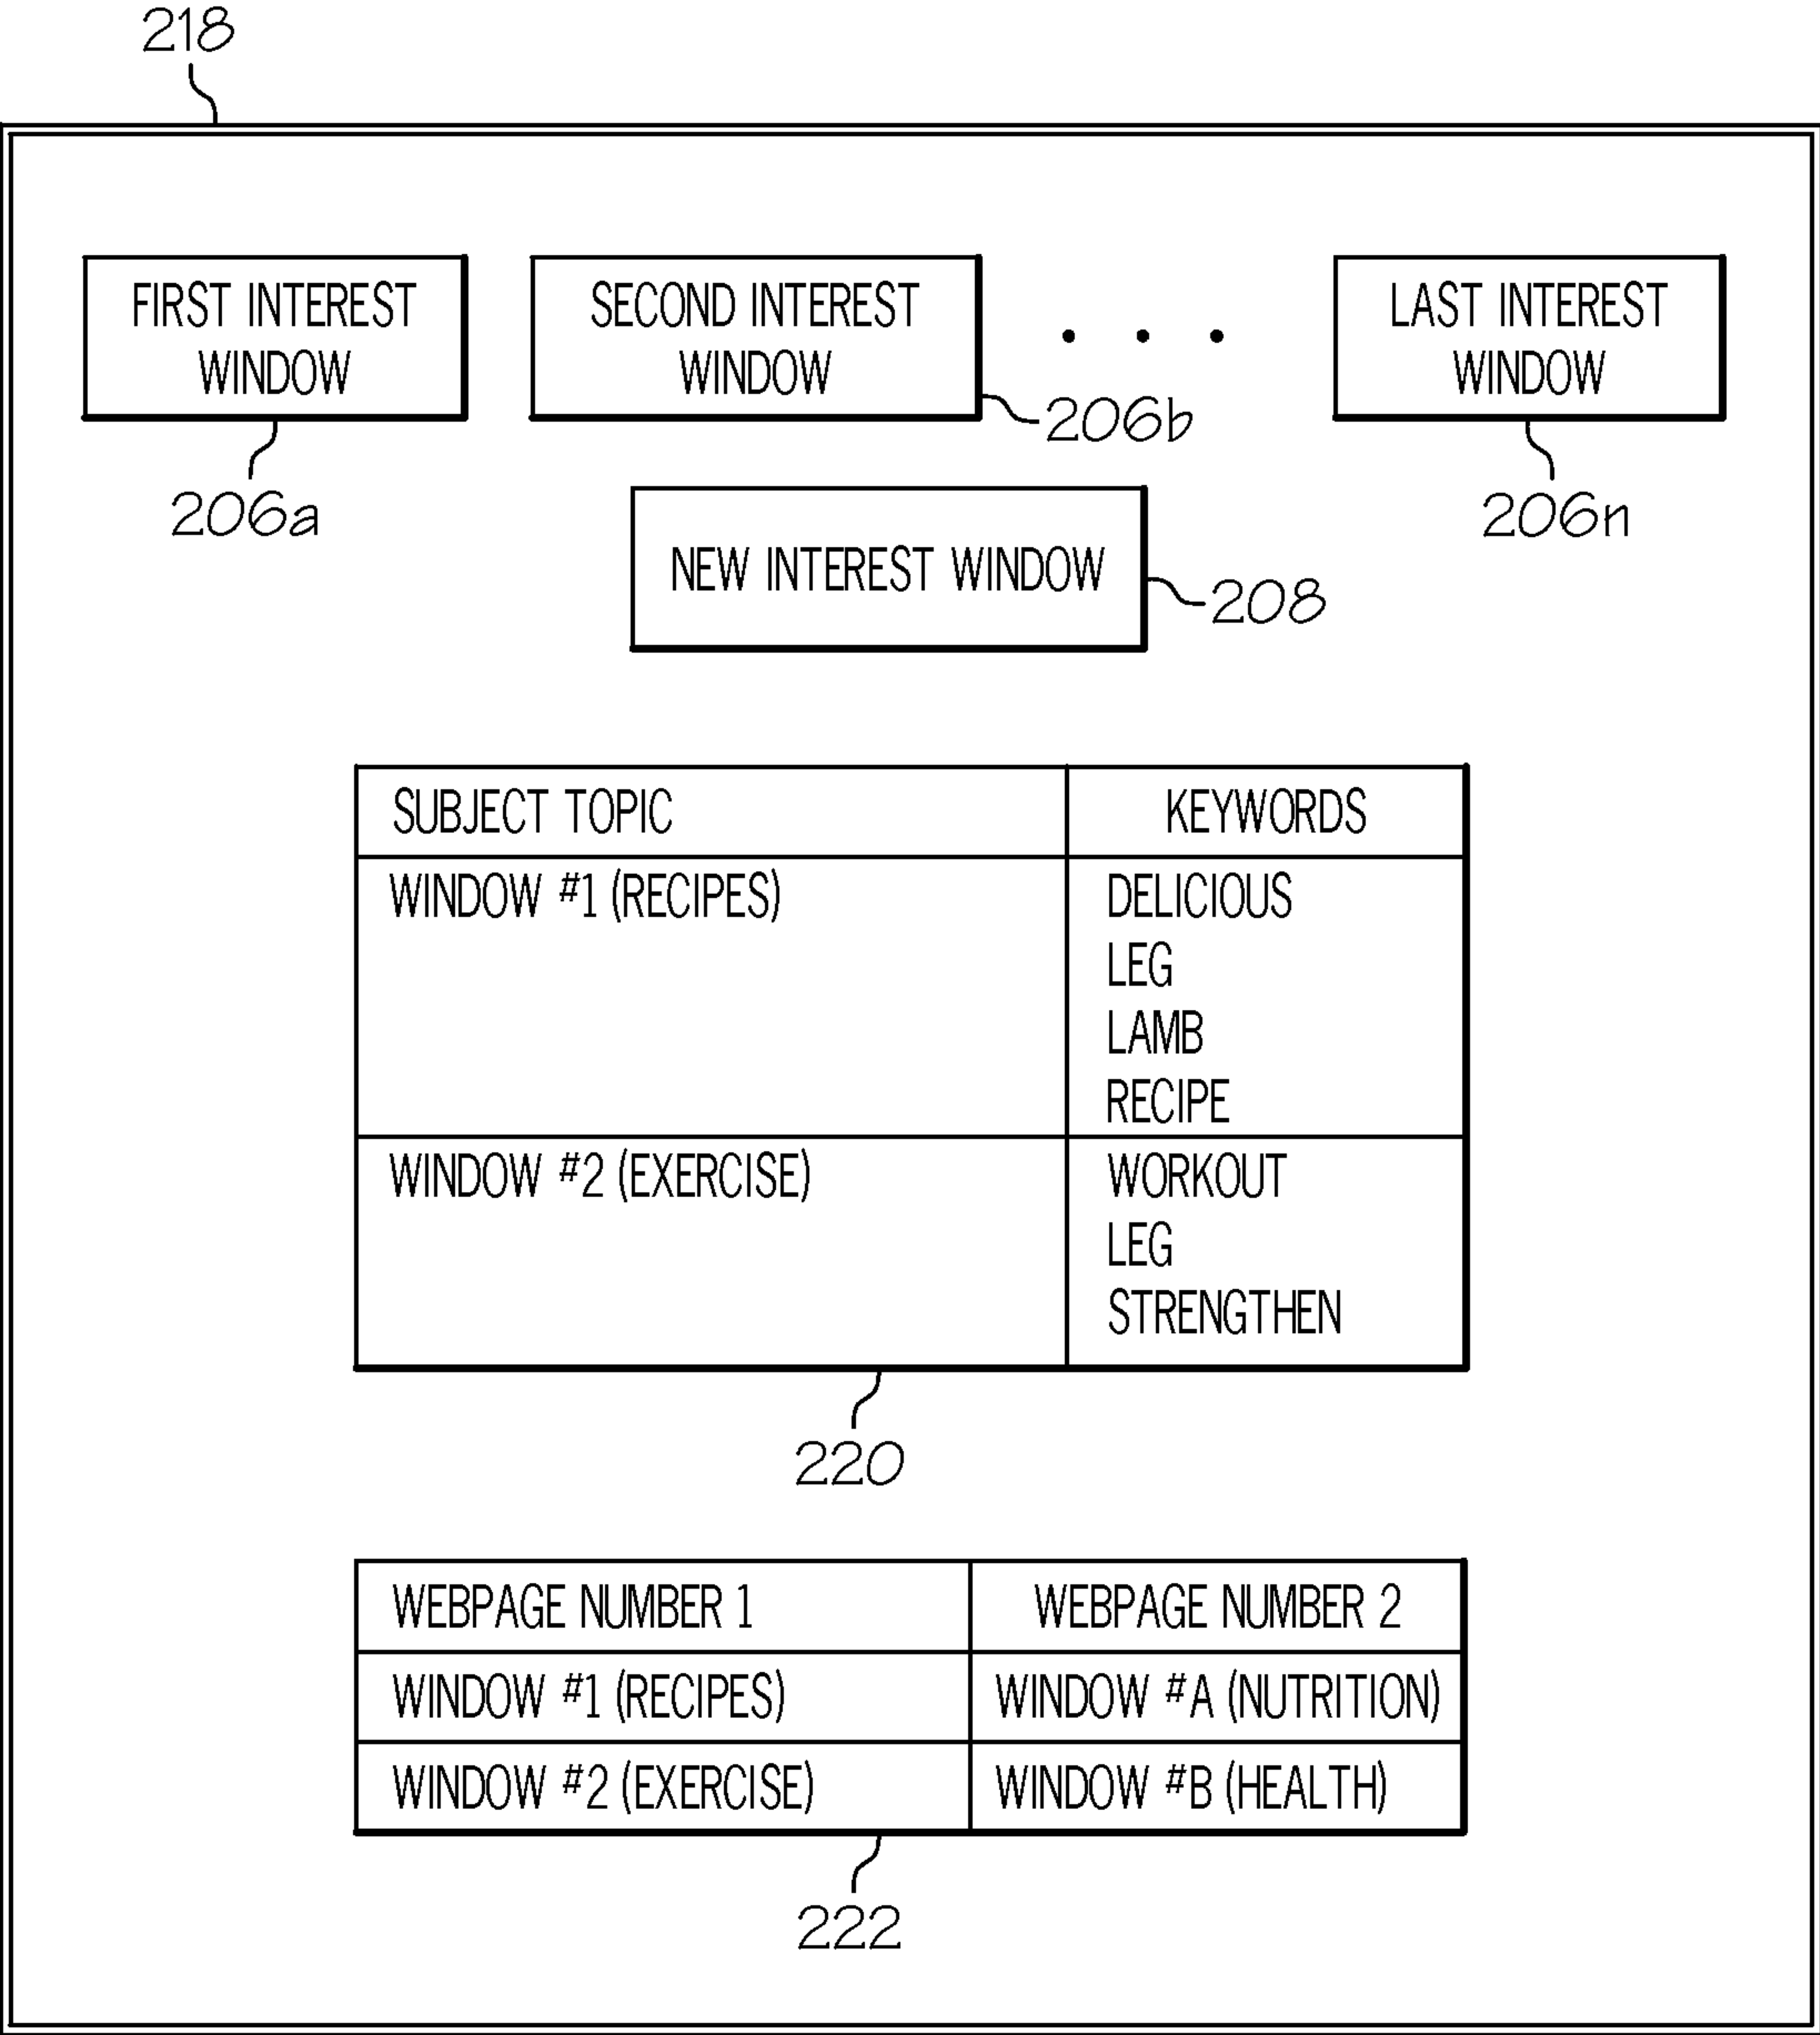 218
FIRST INTEREST
WINDOW
SECOND INTEREST
WINDOW
. . .
LAST INTEREST
WINDOW
206a
206b
206n
NEW INTEREST WINDOW
208
SUBJECT TOPIC KEYWORDS
WINDOW #1 (RECIPES) DELICIOUS
LEG
LAMB
RECIPE
WINDOW #2 (EXERCISE) WORKOUT
LEG
STRENGTHEN
220
WEBPAGE NUMBER 1 WEBPAGE NUMBER 2
WINDOW #1 (RECIPES) WINDOW #A (NUTRITION)
WINDOW #2 (EXERCISE) WINDOW #B (HEALTH)
222